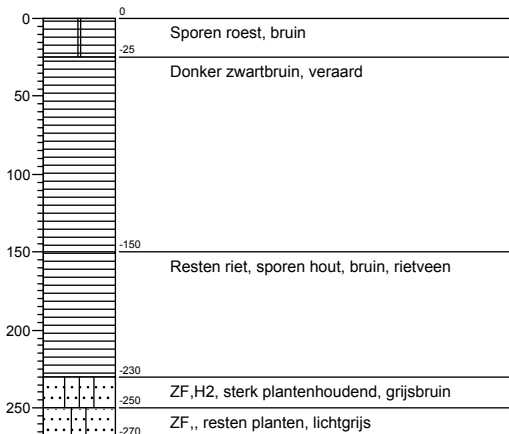 0
0
Sporen roest, bruin
-25
Donker zwartbruin, veraard
50
100
150
-150
Resten riet, sporen hout, bruin, rietveen
200
-230
ZF,H2, sterk plantenhoudend, grijsbruin
250
-250
ZF,, resten planten, lichtgrijs
-270